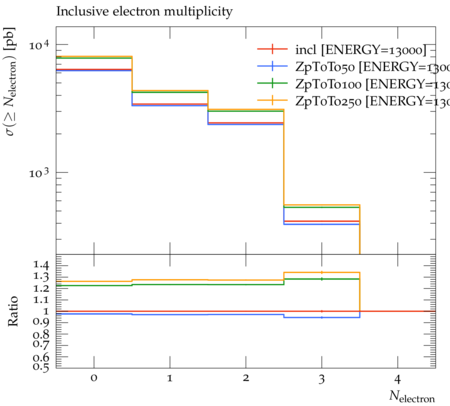 Inclusive electron multiplicity
σ(≥ N_electron) [pb]
10^4
10^3
incl [ENERGY=13000]
ZpToTo50 [ENERGY=1300
ZpToTo100 [ENERGY=130
ZpToTo250 [ENERGY=130
Ratio
1.4
1.3
1.2
1.1
1
0.9
0.8
0.7
0.6
0.5
0 1 2 3 4
N_electron